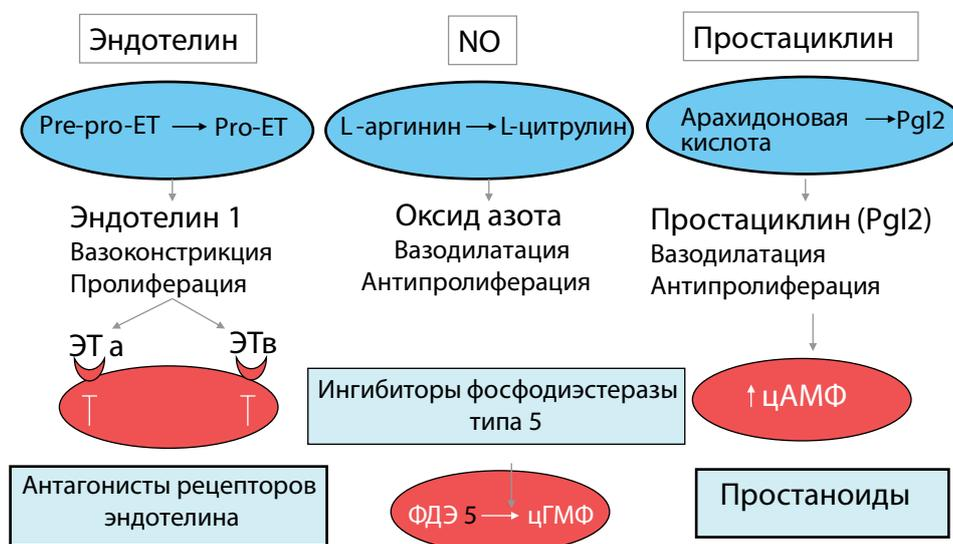 Эндотелин
Pre-pro-ET → Pro-ET
Эндотелин 1
Вазоконстрикция
Пролиферация
ЭТ а
ЭТв
Антагонисты рецепторов
эндотелина
NO
L-аргинин → L-цитрулин
Оксид азота
Вазодилатация
Антипролиферация
Ингибиторы фосфодиэстеразы
типа 5
ФДЭ 5 → цГМФ
Простациклин
Арахидоновая → PgI2
кислота
Простациклин (PgI2)
Вазодилатация
Антипролиферация
↑ цАМФ
Простаноиды